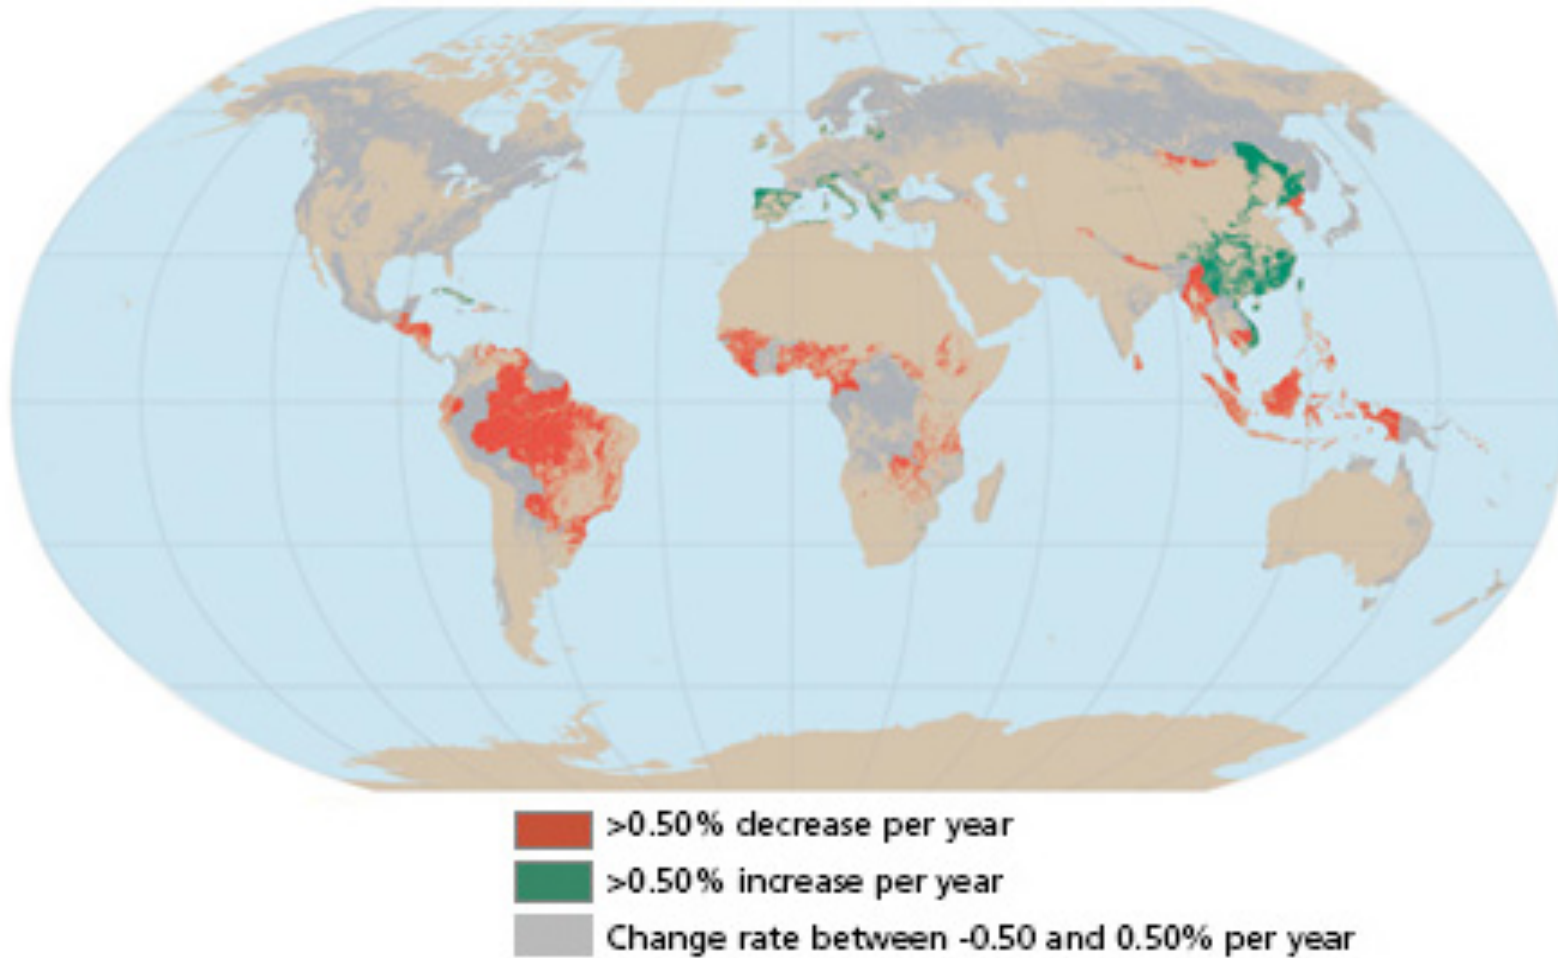 >0.50% decrease per year
>0.50% increase per year
Change rate between -0.50 and 0.50% per year